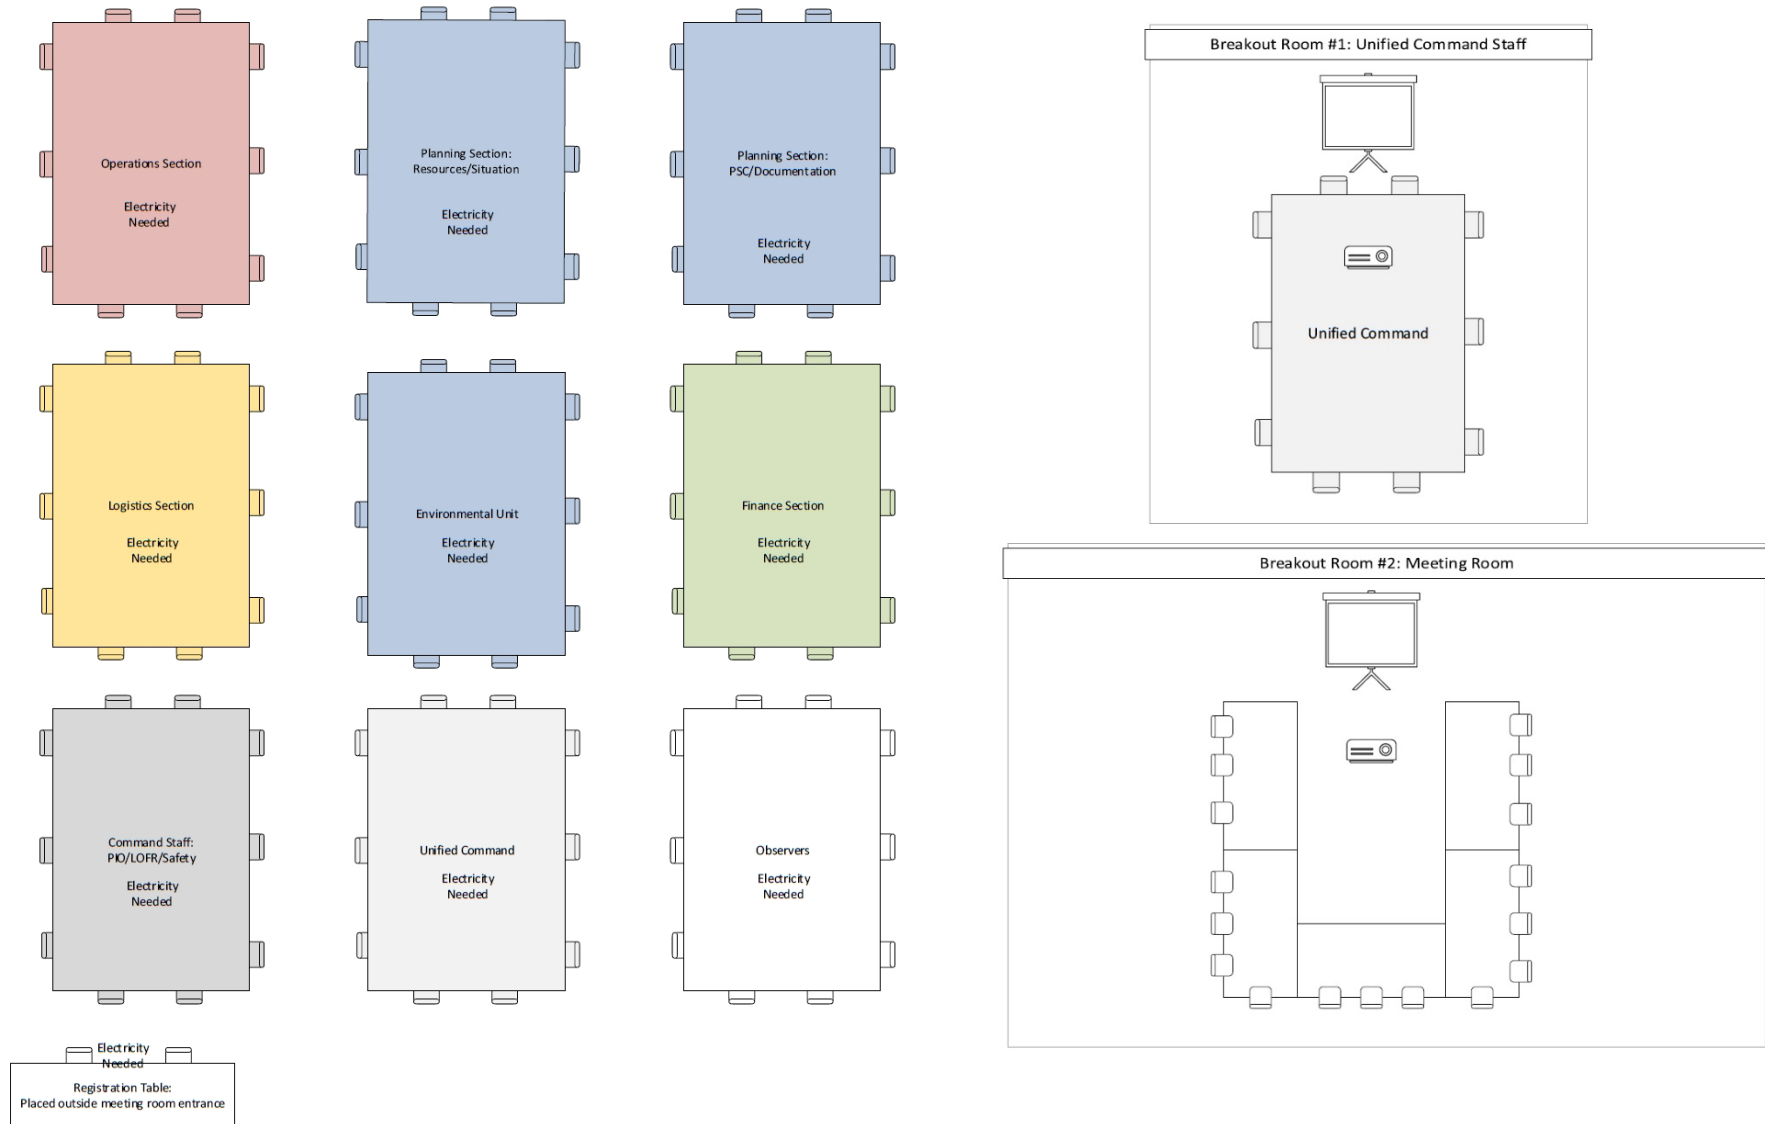 Operations Section
Electricity
Needed
Planning Section:
Resources/Situation
Electricity
Needed
Planning Section:
PSC/Documentation
Electricity
Needed
Logistics Section
Electricity
Needed
Environmental Unit
Electricity
Needed
Finance Section
Electricity
Needed
Command Staff:
PIO/LOFR/Safety
Electricity
Needed
Unified Command
Electricity
Needed
Observers
Electricity
Needed
Electricity
Needed
Registration Table:
Placed outside meeting room entrance
Breakout Room #1: Unified Command Staff
Unified Command
Breakout Room #2: Meeting Room